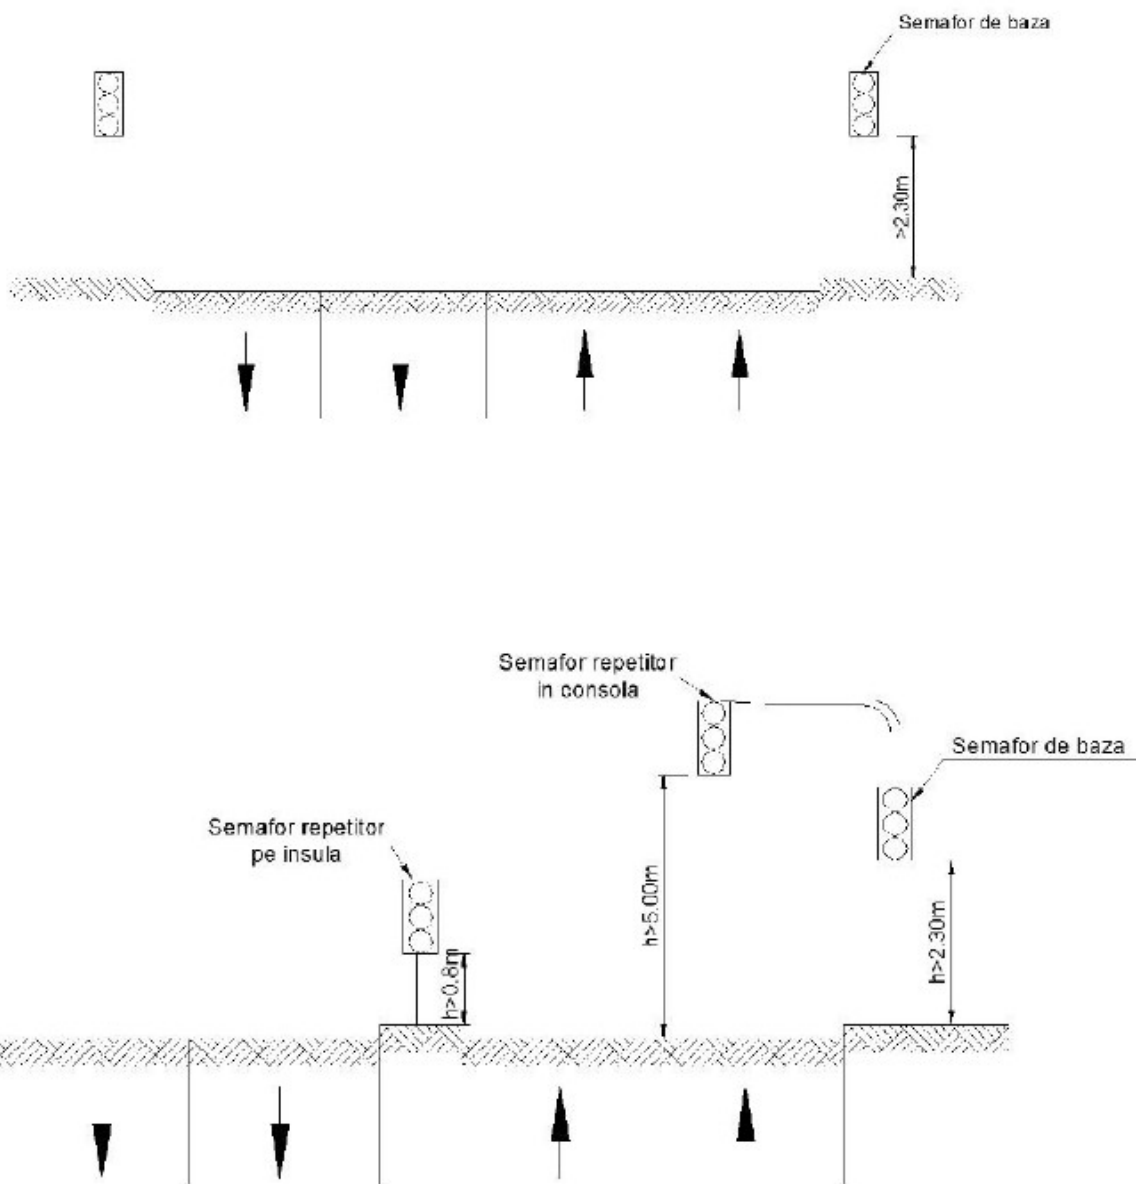 Semafor de baza
>2.30m
Semafor repetitor
in consola
Semafor de baza
Semafor repetitor
pe insula
h>5.00m
h>0.8m
h>2.30m